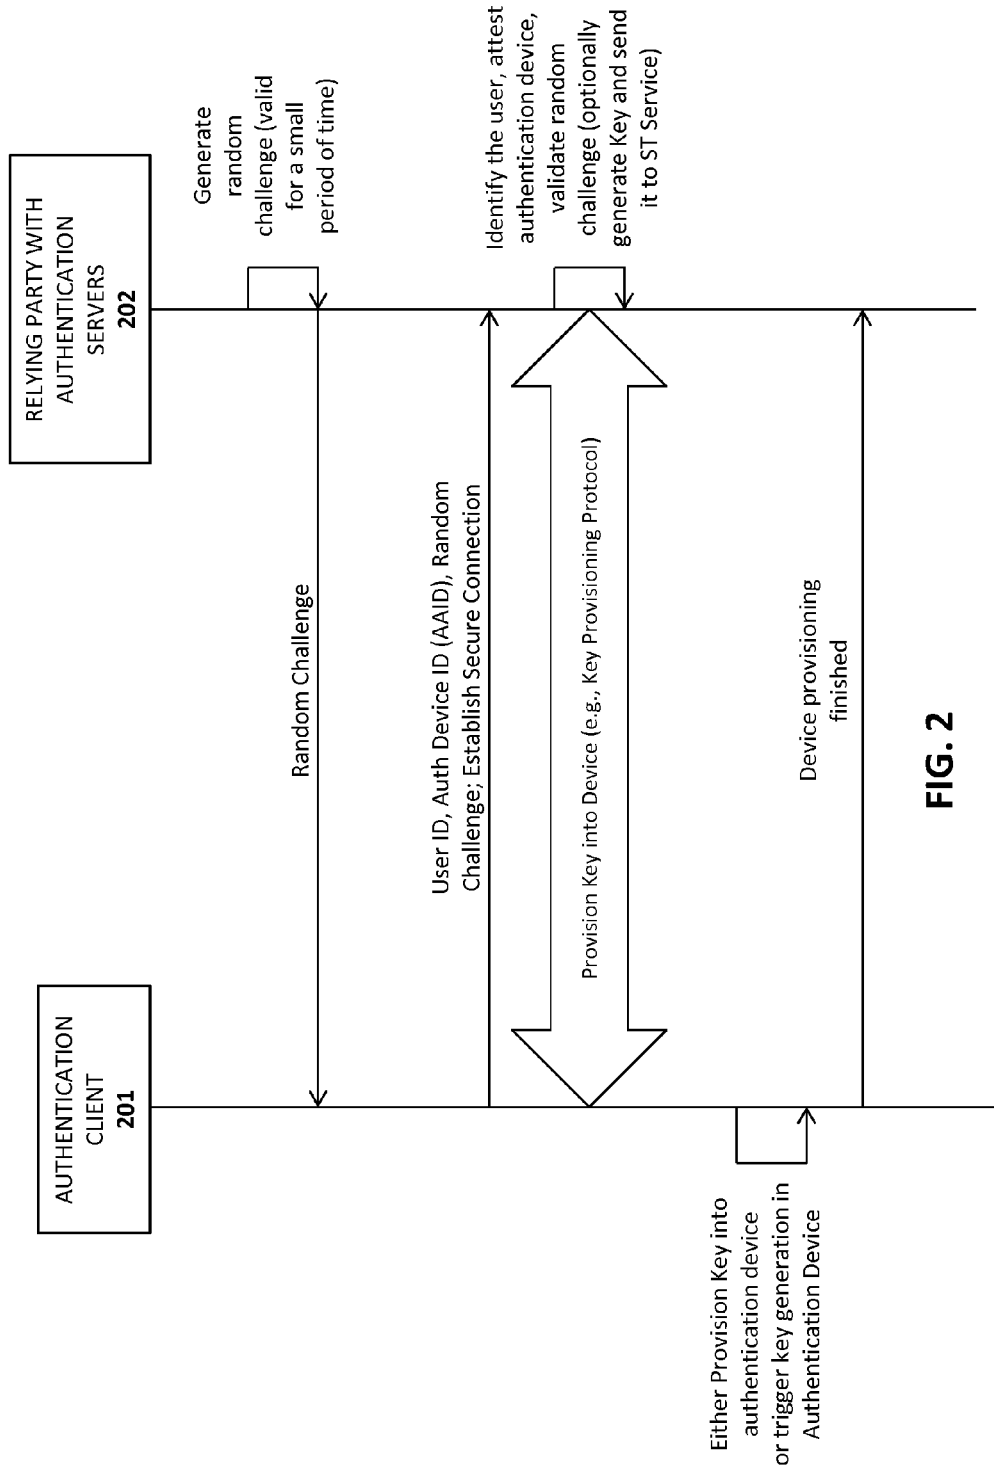 AUTHENTICATION
CLIENT
201
RELYING PARTY WITH
AUTHENTICATION
SERVERS
202
Generate
random
challenge (valid
for a small
period of time)
Random Challenge
User ID, Auth Device ID (AAID), Random
Challenge; Establish Secure Connection
Identify the user, attest
authentication device,
validate random
challenge (optionally
generate Key and send
it to ST Service)
Provision Key into Device (e.g., Key Provisioning Protocol)
Either Provision Key into
authentication device
or trigger key generation in
Authentication Device
Device provisioning
finished
FIG. 2